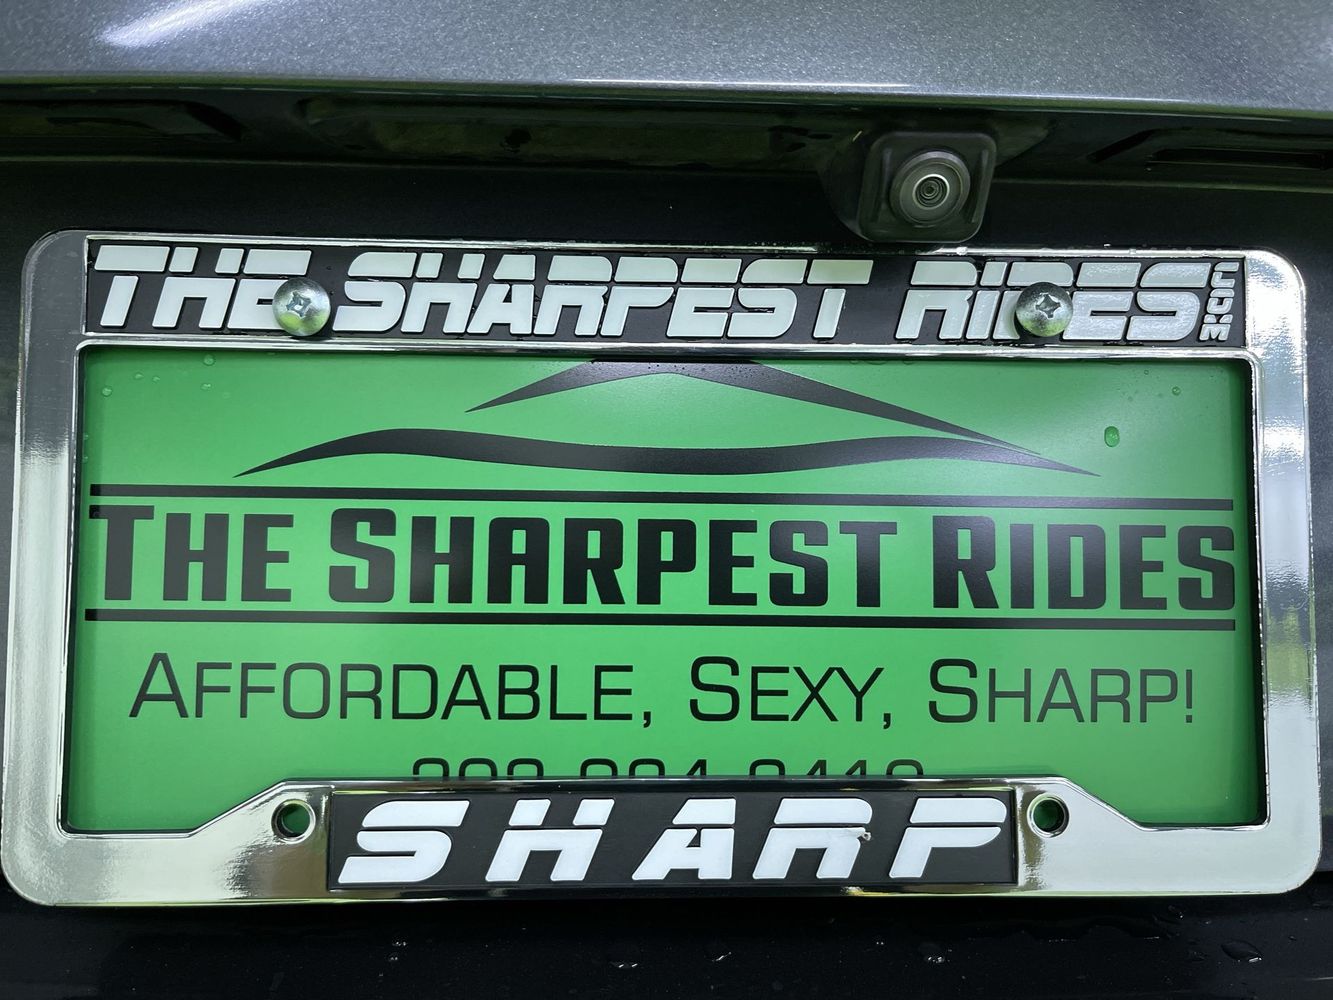 THE SHARPEST RIDES.COM
THE SHARPEST RIDES
AFFORDABLE, SEXY, SHARP!
SHARP